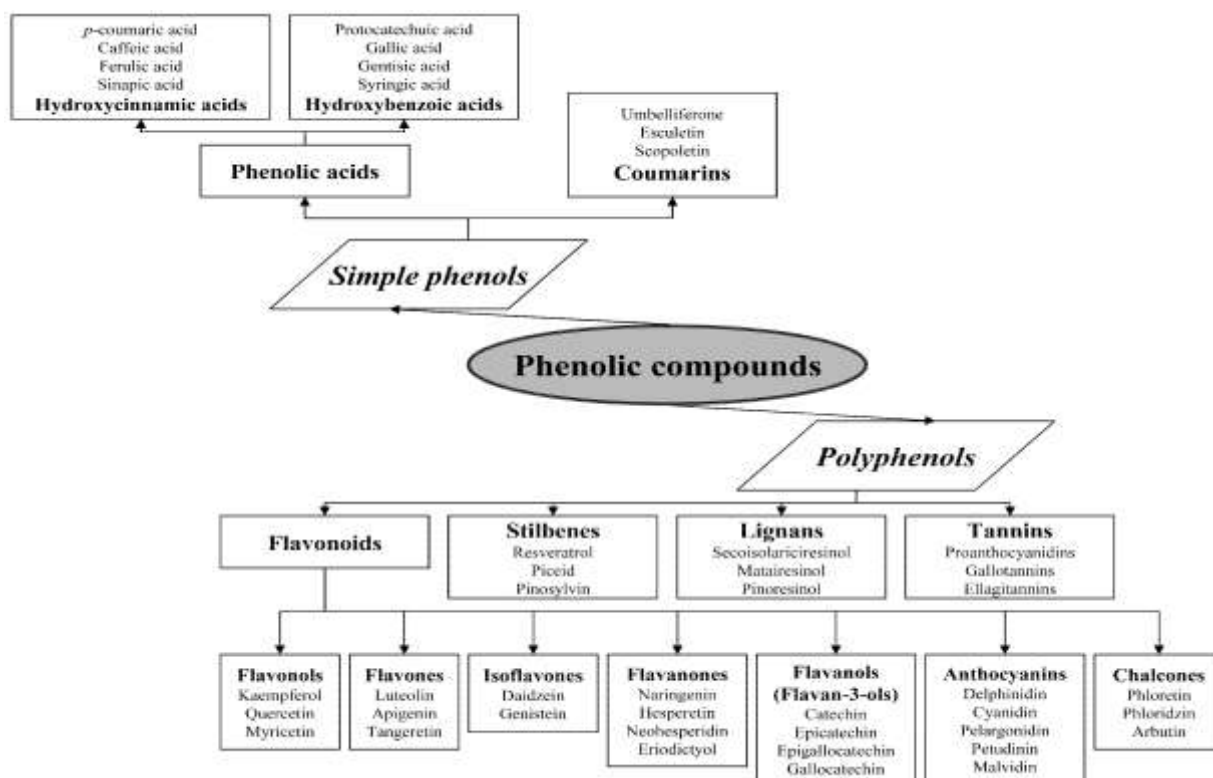 p-coumaric acid
Caffeic acid
Ferulic acid
Sinapic acid
Hydroxycinnamic acids
Protocatechuic acid
Gallic acid
Gentisic acid
Syringic acid
Hydroxybenzoic acids
Umbelliferone
Esculetin
Scopoletin
Coumarins
Phenolic acids
Simple phenols
Phenolic compounds
Polyphenols
Flavonoids
Stilbenes
Resveratrol
Piceid
Pinosylvin
Lignans
Secoisolariciresinol
Matairesinol
Pinoresinol
Tannins
Proanthocyanidins
Gallotannins
Ellagitannins
Flavonols
Kaempferol
Quercetin
Myricetin
Flavones
Luteolin
Apigenin
Tangeretin
Isoflavones
Daidzein
Genistein
Flavanones
Naringenin
Hesperetin
Neobesperidin
Eriodictyol
Flavanols
(Flavan-3-ols)
Catechin
Epicatechin
Epigallocatechin
Gallocatechin
Anthocyanins
Delphinidin
Cyanidin
Pelargonidin
Petudinin
Malvidin
Chalcones
Phloretin
Phloridzin
Arbutin